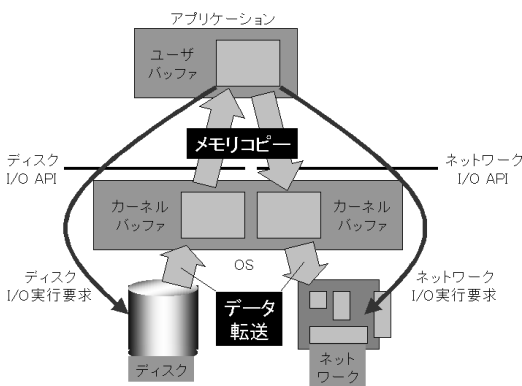 アプリケーション
ユーザ
バッファ
メモリコピー
ディスク
I/O API
ネットワーク
I/O API
カーネル
バッファ
カーネル
バッファ
OS
ディスク
I/O実行要求
データ
転送
ネットワーク
I/O実行要求
ディスク
ネット
ワーク